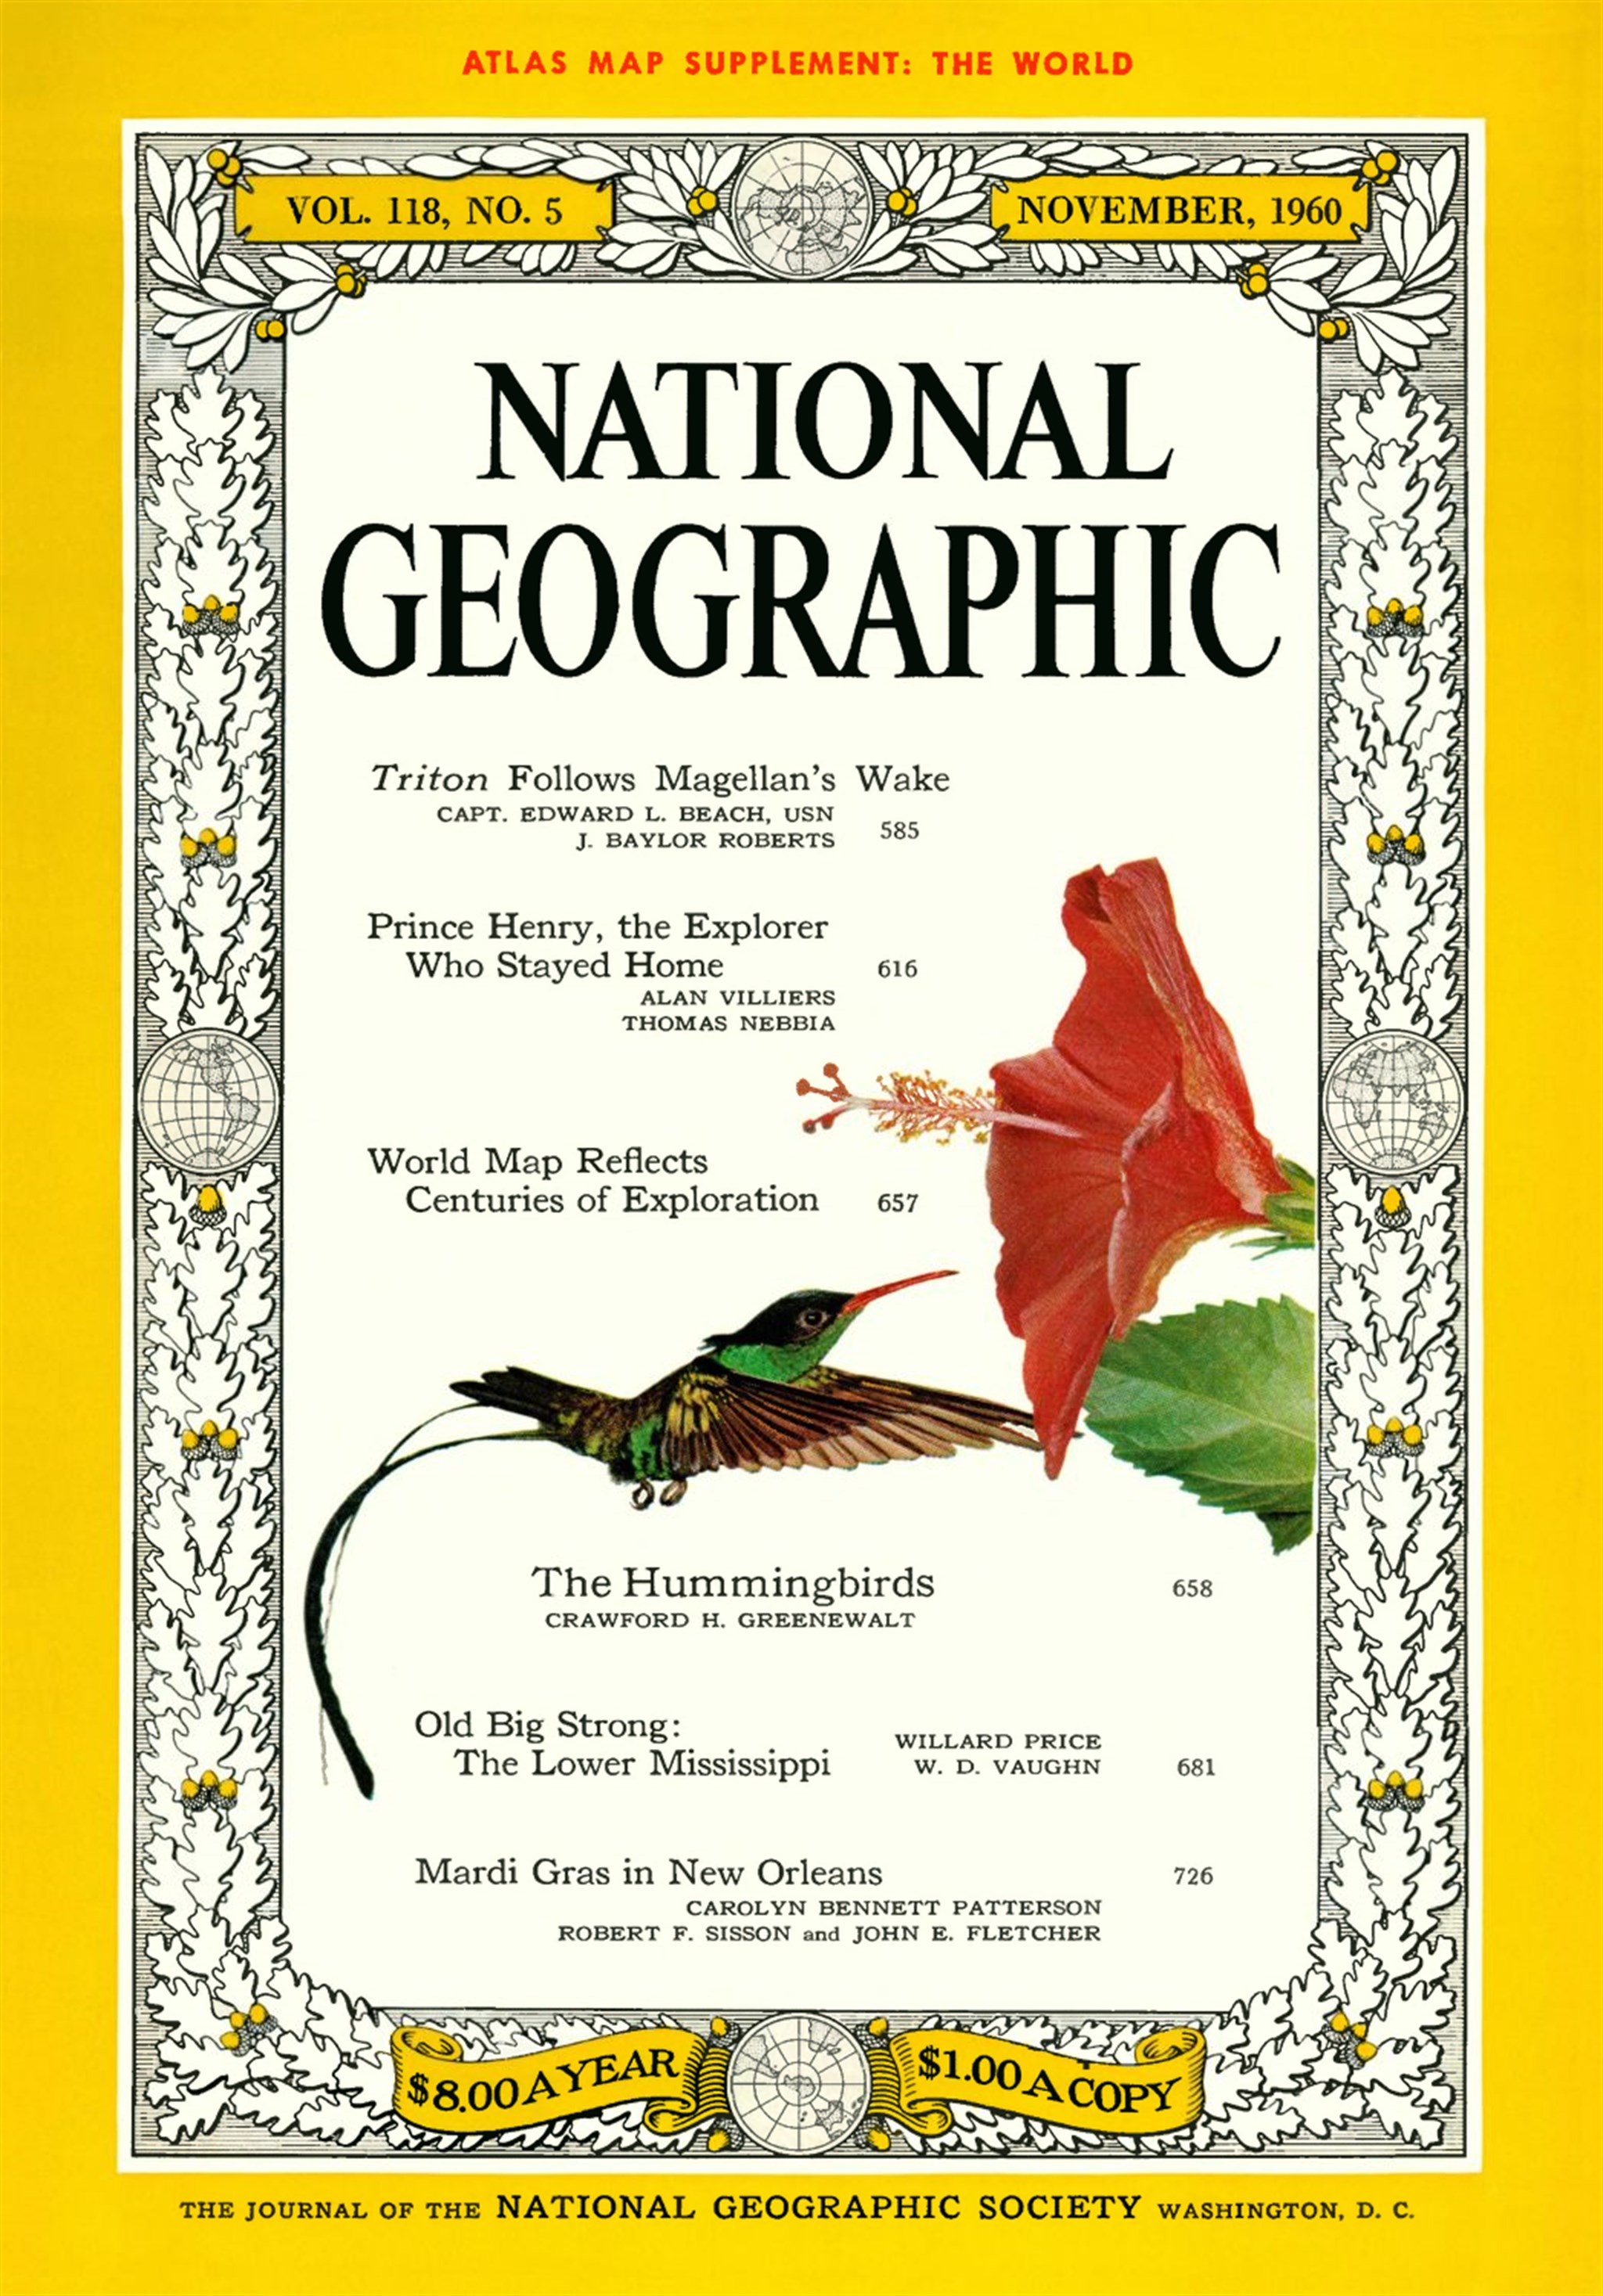 ATLAS MAP SUPPLEMENT: THE WORLD
VOL. 118, NO. 5
NOVEMBER, 1960
NATIONAL
GEOGRAPHIC
Triton Follows Magellan's Wake
CAPT. EDWARD L. BEACH, USN
J. BAYLOR ROBERTS
585
Prince Henry, the Explorer
Who Stayed Home
616
ALAN VILLIERS
THOMAS NEBBIA
World Map Reflects
Centuries of Exploration
657
The Hummingbirds
658
CRAWFORD H. GREENEWALT
Old Big Strong:
The Lower Mississippi
WILLARD PRICE
W. D. VAUGHN
681
Mardi Gras in New Orleans
726
CAROLYN BENNETT PATTERSON
ROBERT F. SISSON and JOHN E. FLETCHER
$8.00 A YEAR
$1.00 A COPY
THE JOURNAL OF THE NATIONAL GEOGRAPHIC SOCIETY WASHINGTON, D. C.